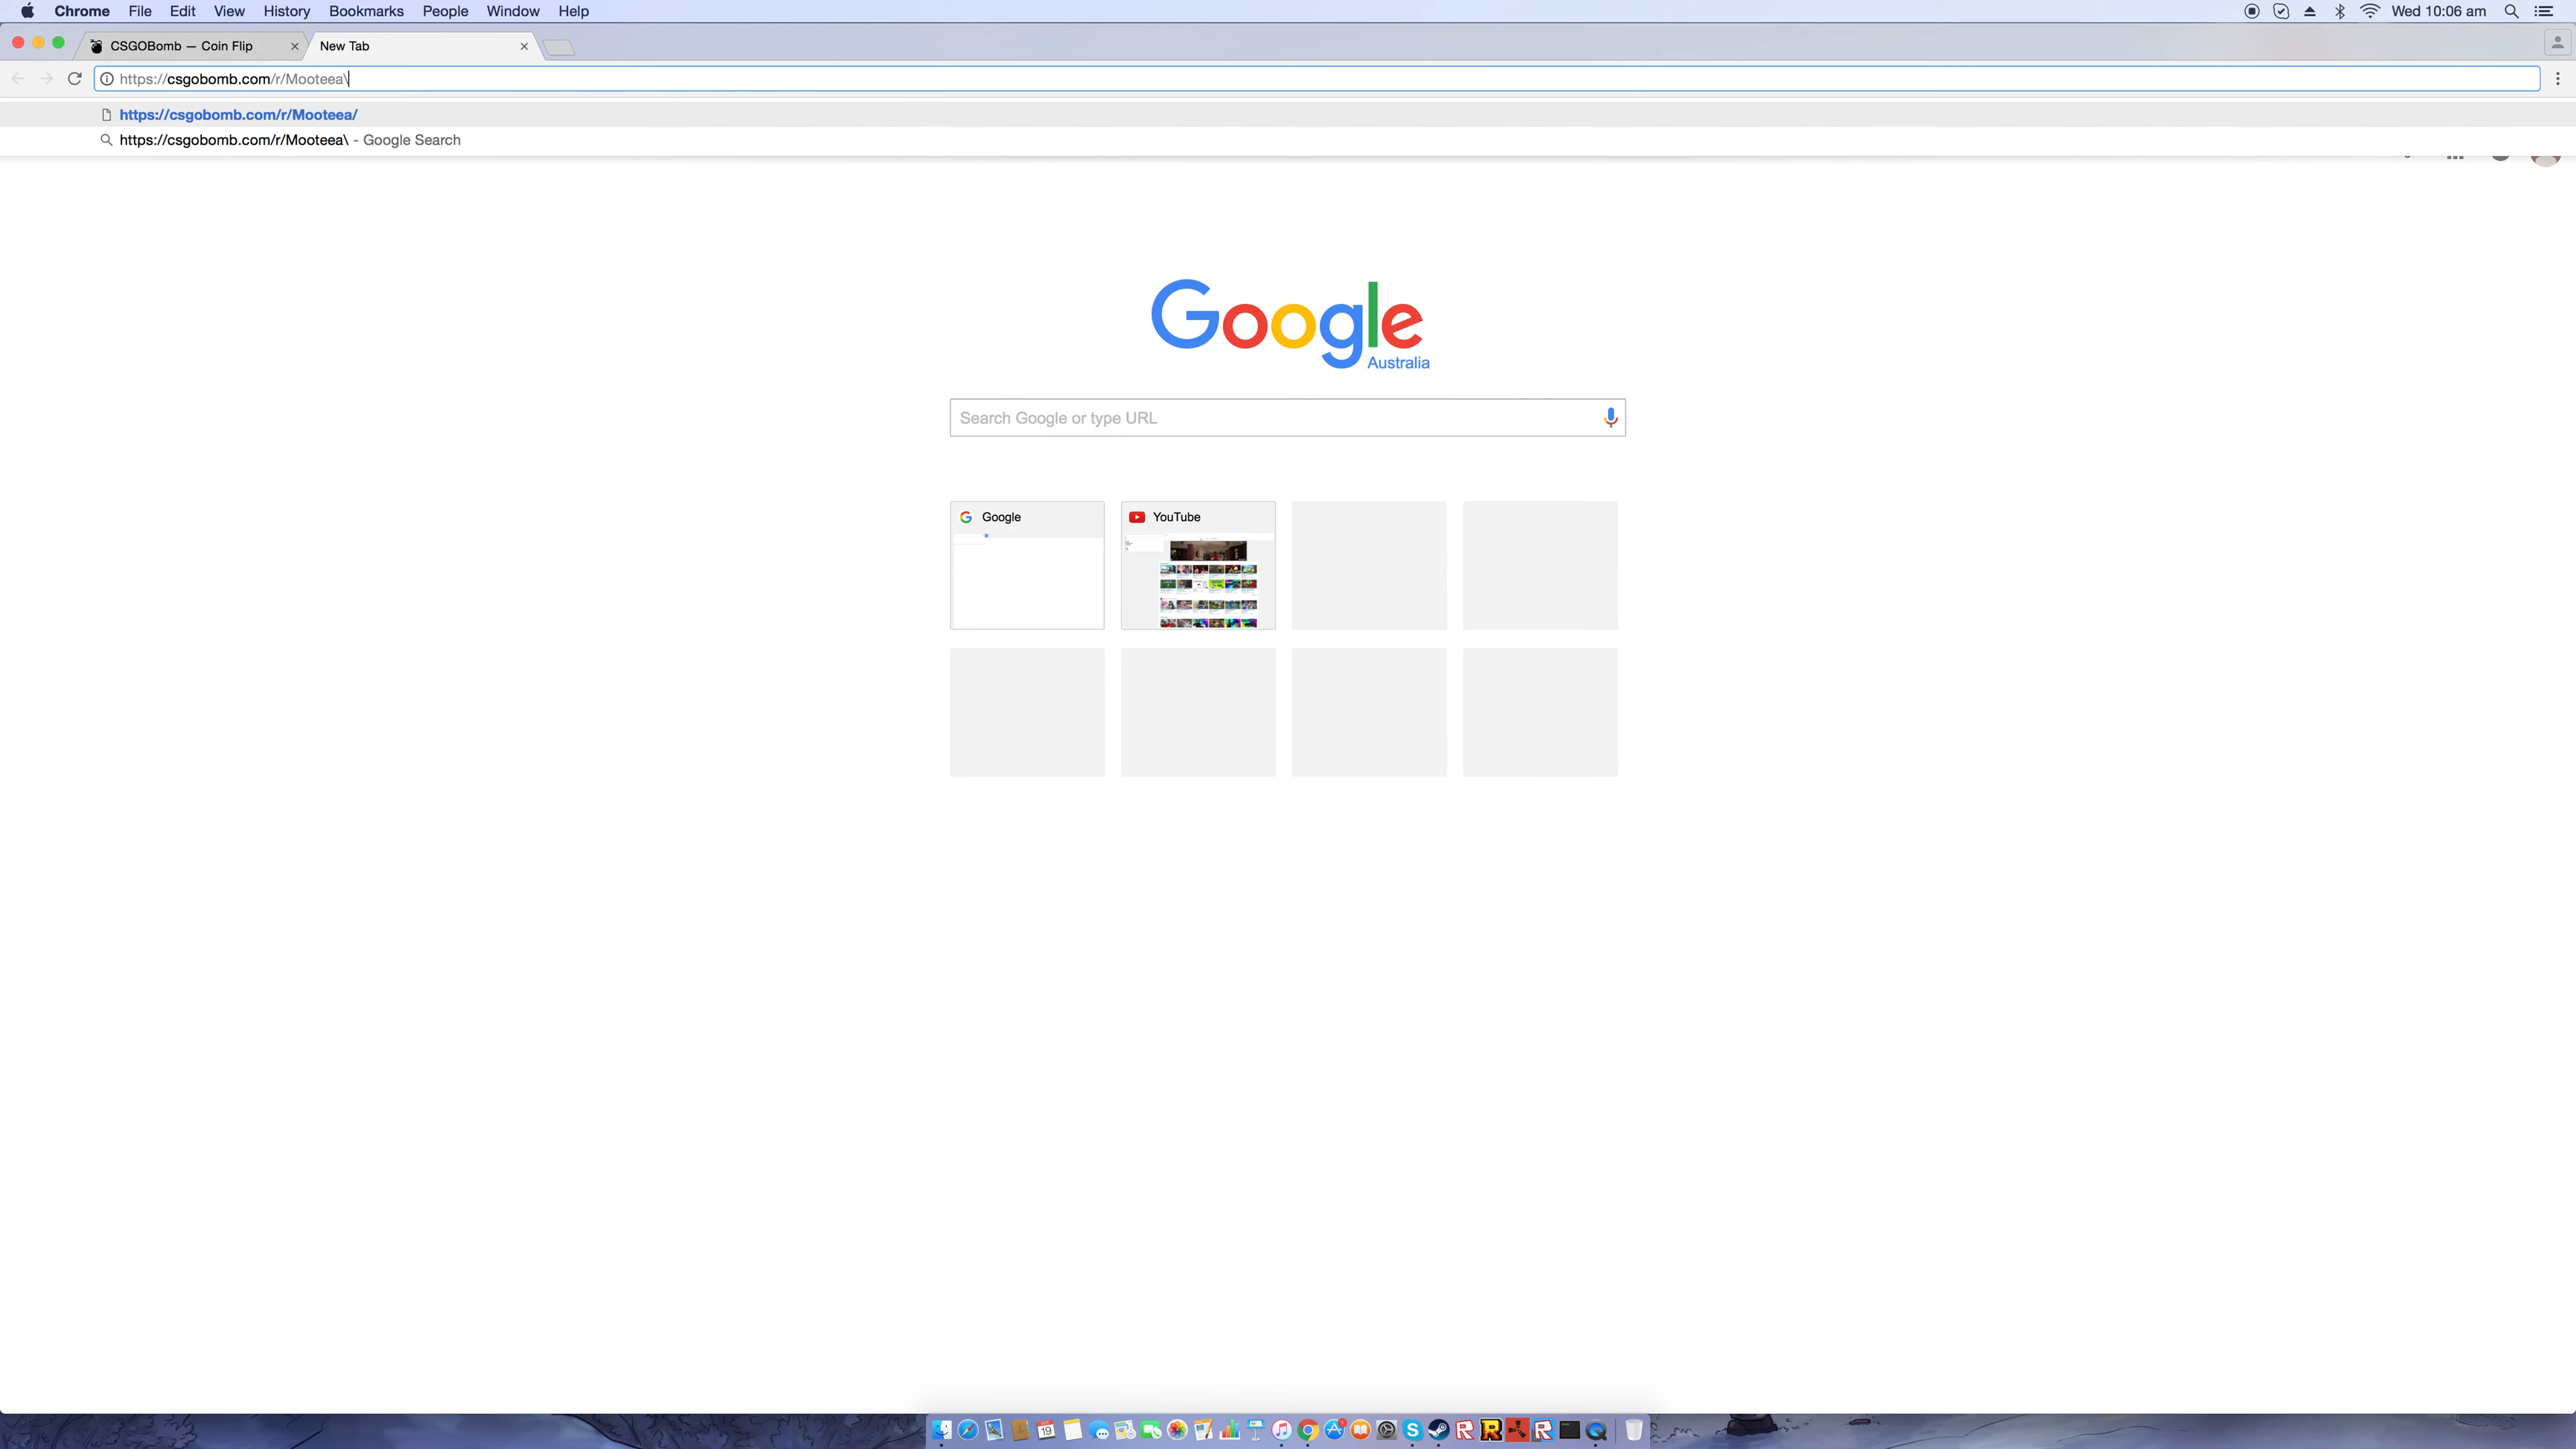 Chrome File Edit View History Bookmarks People Window Help Wed 10:06 am
CSGOBomb — Coin Flip New Tab
https://csgobomb.com/r/Mooteea\
https://csgobomb.com/r/Mooteea/
https://csgobomb.com/r/Mooteea\ - Google Search
Google
Australia
Search Google or type URL
Google YouTube
19